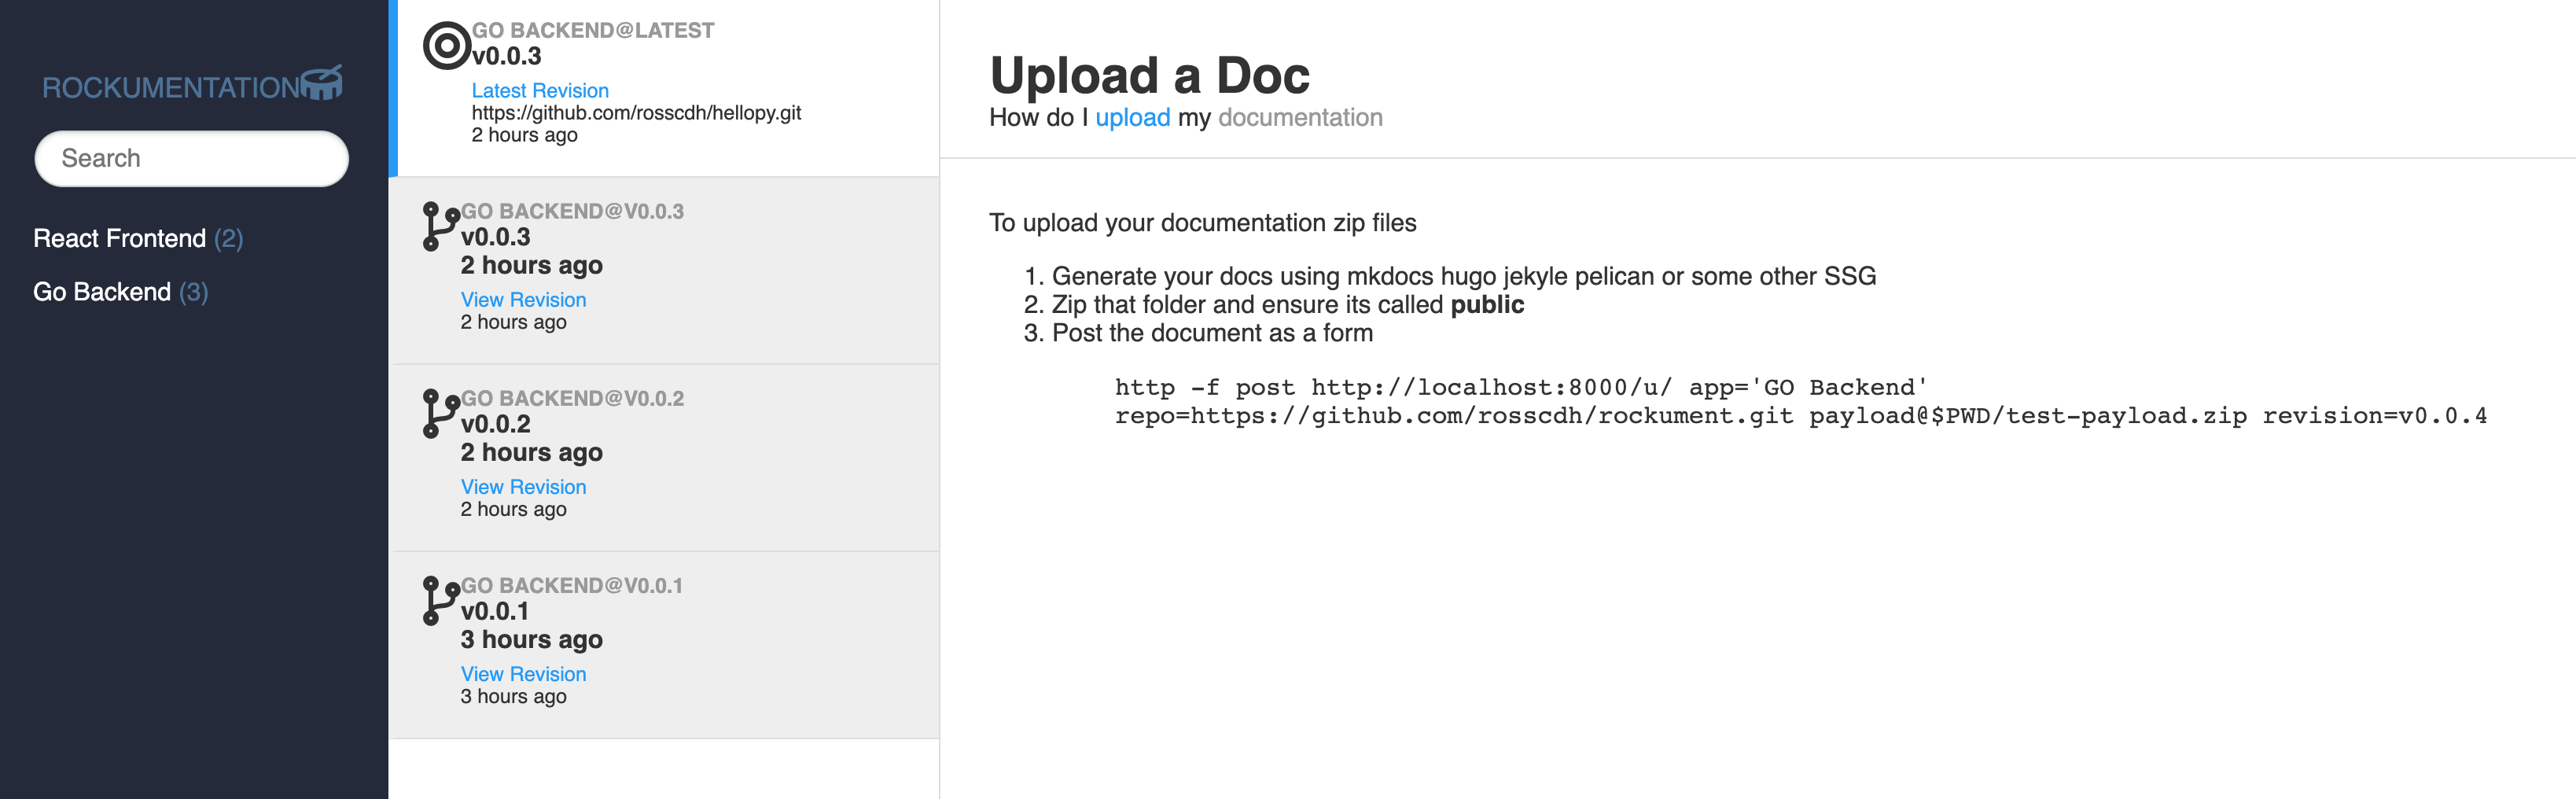 ROCKUMENTATION
Search
React Frontend (2)
Go Backend (3)
GO BACKEND@LATEST
v0.0.3
Latest Revision
https://github.com/rosscdh/hellopy.git
2 hours ago
GO BACKEND@V0.0.3
v0.0.3
2 hours ago
View Revision
2 hours ago
GO BACKEND@V0.0.2
v0.0.2
2 hours ago
View Revision
2 hours ago
GO BACKEND@V0.0.1
v0.0.1
3 hours ago
View Revision
3 hours ago
Upload a Doc
How do I upload my documentation
To upload your documentation zip files
1. Generate your docs using mkdocs hugo jekyle pelican or some other SSG
2. Zip that folder and ensure its called public
3. Post the document as a form
http -f post http://localhost:8000/u/ app='GO Backend'
repo=https://github.com/rosscdh/rockument.git payload@$PWD/test-payload.zip revision=v0.0.4